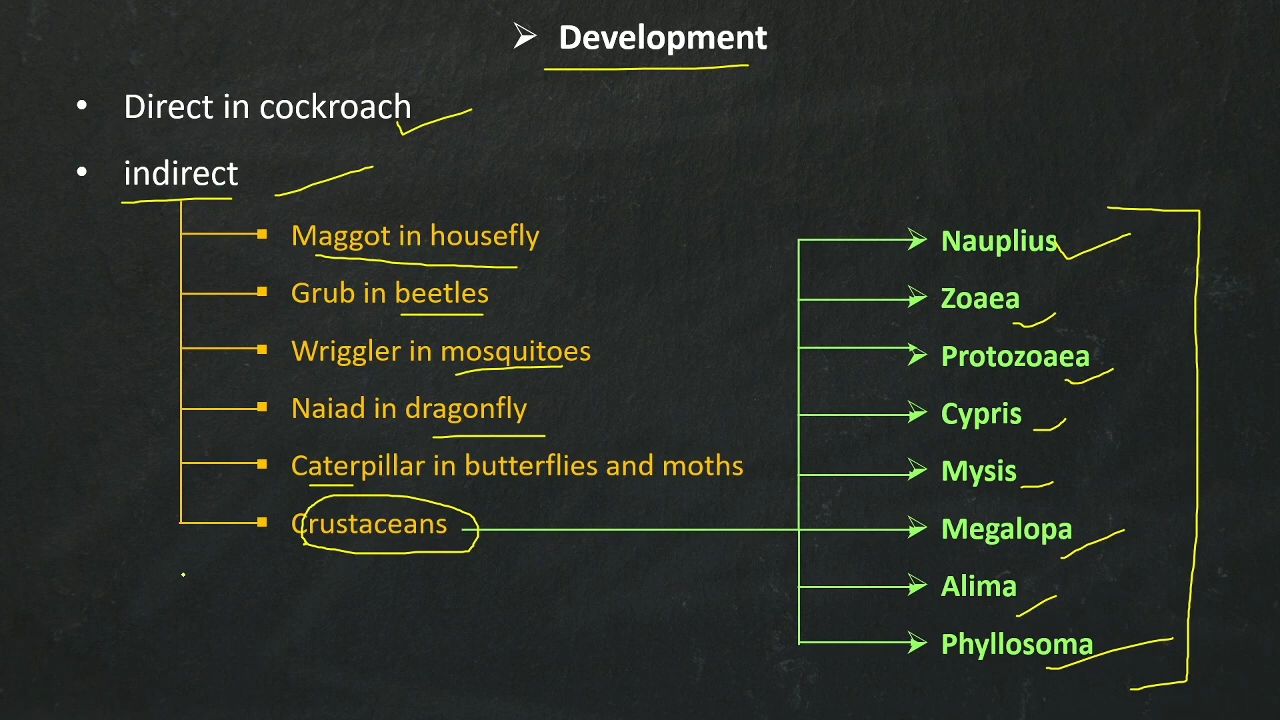 Development
Direct in cockroach
indirect
Maggot in housefly
Grub in beetles
Wriggler in mosquitoes
Naiad in dragonfly
Caterpillar in butterflies and moths
Crustaceans
Nauplius
Zoaea
Protozoaea
Cypris
Mysis
Megalopa
Alima
Phyllosoma